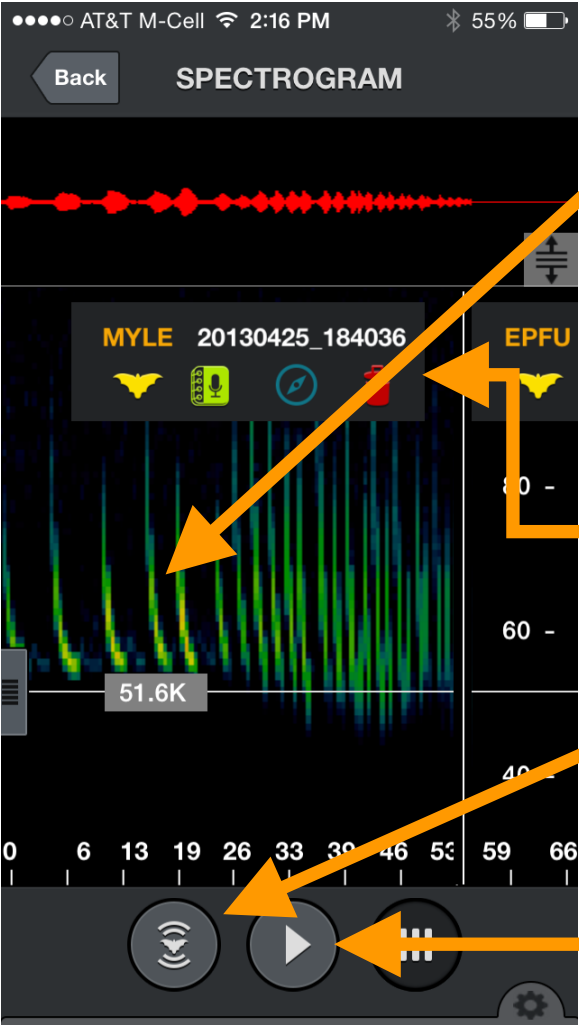 AT&T M-Cell 2:16 PM 55%
Back SPECTROGRAM
MYLE 20130425_184036 EPFU
80 -
60 -
51.6K
40 -
0 6 13 19 26 33 39 46 53 59 66